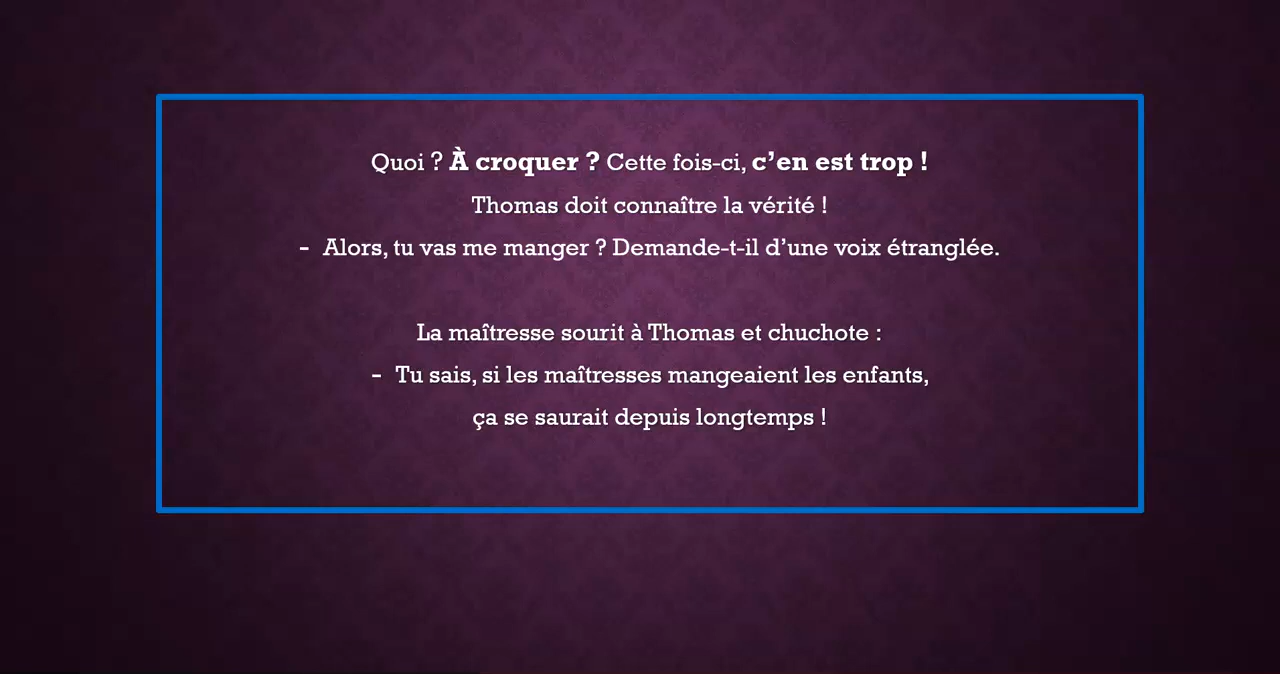 Quoi ? À croquer ? Cette fois-ci, c’en est trop !
Thomas doit connaître la vérité !
- Alors, tu vas me manger ? Demande-t-il d’une voix étranglée.
La maîtresse sourit à Thomas et chuchote :
- Tu sais, si les maîtresses mangeaient les enfants,
ça se saurait depuis longtemps !